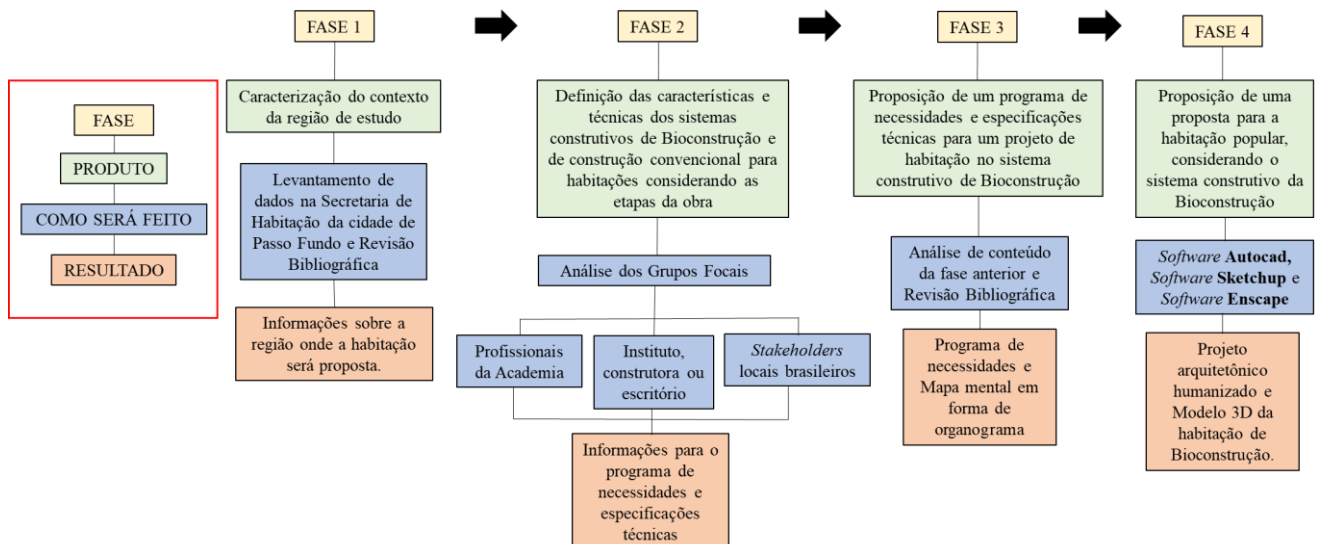 FASE
PRODUTO
COMO SERÁ FEITO
RESULTADO
FASE 1
Caracterização do contexto
da região de estudo
Levantamento de
dados na Secretaria de
Habitação da cidade de
Passo Fundo e Revisão
Bibliográfica
Informações sobre a
região onde a habitação
será proposta.
FASE 2
Definição das características e
técnicas dos sistemas
construtivos de Bioconstrução e
de construção convencional para
habitações considerando as
etapas da obra
Análise dos Grupos Focais
Profissionais
da Academia
Instituto,
construtora ou
escritório
Stakeholders
locais brasileiros
Informações para o
programa de
necessidades e
especificações
técnicas
FASE 3
Proposição de um programa de
necessidades e especificações
técnicas para um projeto de
habitação no sistema
construtivo de Bioconstrução
Análise de conteúdo
da fase anterior e
Revisão Bibliográfica
Programa de
necessidades e
Mapa mental em
forma de
organograma
FASE 4
Proposição de uma
proposta para a
habitação popular,
considerando o
sistema construtivo da
Bioconstrução
Software Autocad,
Software Sketchup e
Software Enscape
Projeto
arquitetônico
humanizado e
Modelo 3D da
habitação de
Bioconstrução.